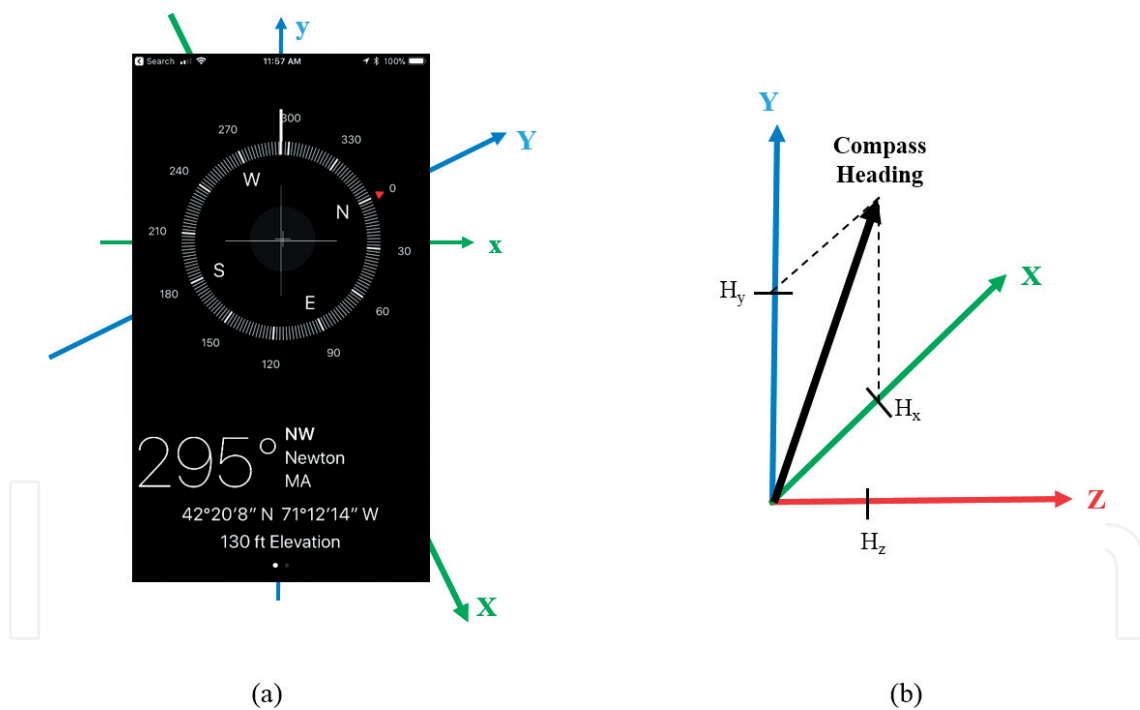 y
Search 11:57 AM 100%
Y
x
300
270
330
240
0
W
N
210
30
S
E
180
60
150
90
120
295°
NW
Newton
MA
42°20'8" N 71°12'14" W
130 ft Elevation
X
(a)
Y
Compass
Heading
X
Hy
Hx
Z
Hz
(b)